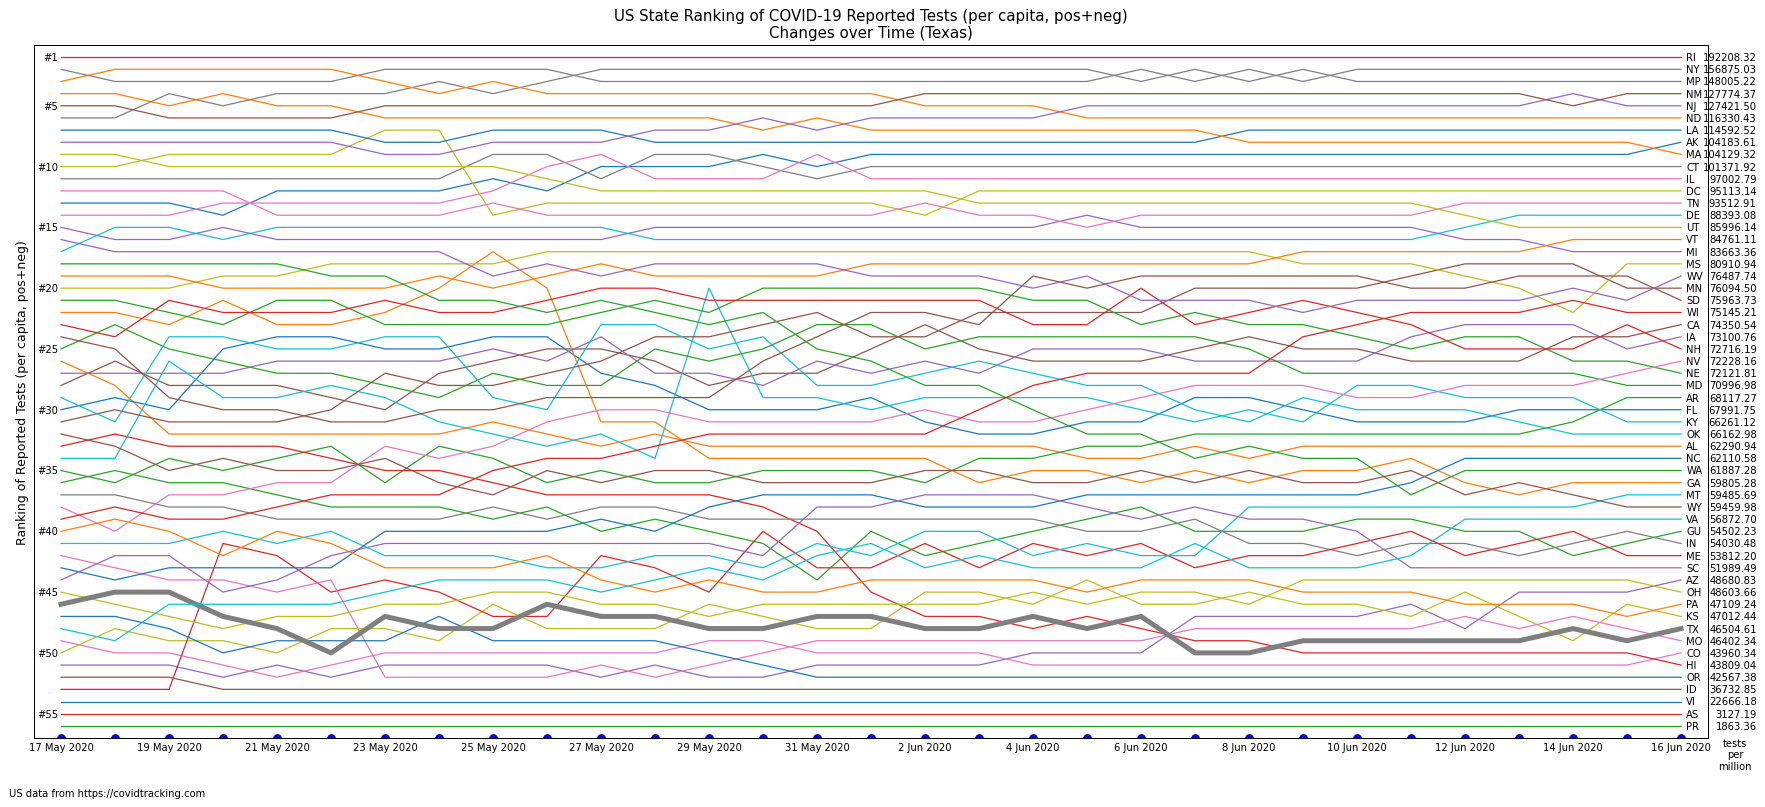 US State Ranking of COVID-19 Reported Tests (per capita, pos+neg)
Changes over Time (Texas)
Ranking of Reported Tests (per capita, pos+neg)
#1
#5
#10
#15
#20
#25
#30
#35
#40
#45
#50
#55
RI 192208.32
NY 156875.03
MP 148005.22
NM 127774.37
NJ 127421.50
ND 116330.43
LA 114592.52
AK 104183.61
MA 104129.32
CT 101371.92
IL 97002.79
DC 95113.14
TN 93512.91
DE 88393.08
UT 85996.14
VT 84761.11
MI 83663.36
MS 80910.94
WV 76487.74
MN 76094.50
SD 75963.73
WI 75145.21
CA 74350.54
IA 73100.76
NH 72716.19
NV 72228.16
NE 72121.81
MD 70996.98
AR 68117.27
FL 67991.75
KY 66261.12
OK 66162.98
AL 62290.94
NC 62110.58
WA 61887.28
GA 59805.28
MT 59485.69
WY 59459.98
VA 56872.70
GU 54502.23
IN 54030.48
ME 53812.20
SC 51989.49
AZ 48680.83
OH 48603.66
PA 47109.24
KS 47012.44
TX 46504.61
MO 46402.34
CO 43960.34
HI 43809.04
OR 42567.38
ID 36732.85
VI 22666.18
AS 3127.19
PR 1863.36
17 May 2020 19 May 2020 21 May 2020 23 May 2020 25 May 2020 27 May 2020 29 May 2020 31 May 2020 2 Jun 2020 4 Jun 2020 6 Jun 2020 8 Jun 2020 10 Jun 2020 12 Jun 2020 14 Jun 2020 16 Jun 2020
tests
per
million
US data from https://covidtracking.com